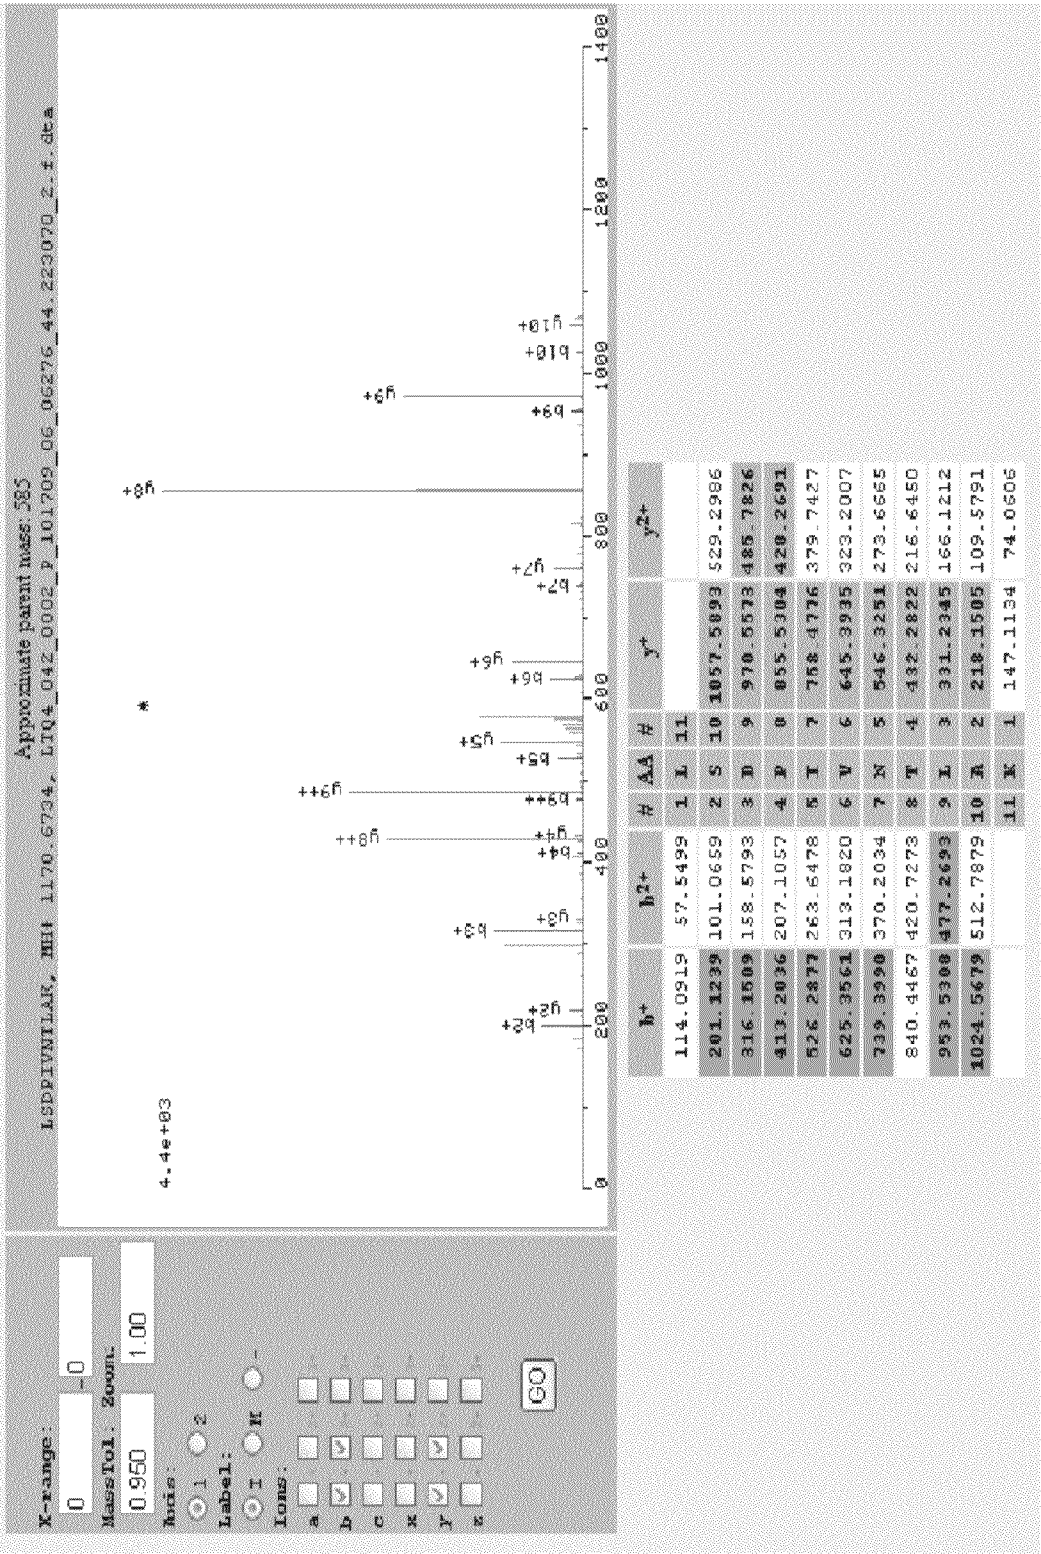 X-range:
0 - 0
MassTol: Zoom:
0.950 1.00
Axis:
1 2
Label:
I M -
Ions:
a
b
c
x
y
z
GO
Approximate parent mass: 585
LSDPIVNTLAK, MH+ 1170.6734, LTQ4_042_0002_P_101709_06_06276_44.223070_2.f.dta
4.4e+03
*
b2+
y2+
b3+
y3+
b4+
y4+
y8++
b9++
y9++
b5+
y5+
b6+
y6+
b7+
y7+
y8+
b9+
y9+
b10+
y10+
0 200 400 600 800 1000 1200 1400
b+ b2+ # AA # y+ y2+
114.0919 57.5499 1 L 11
201.1239 101.0659 2 S 10 1057.5893 529.2986
316.1509 158.5793 3 D 9 970.5573 485.7826
413.2036 207.1057 4 P 8 855.5304 428.2691
526.2877 263.6478 5 I 7 758.4776 379.7427
625.3561 313.1820 6 V 6 645.3935 323.2007
739.3990 370.2034 7 N 5 546.3251 273.6665
840.4467 420.7273 8 T 4 432.2822 216.6450
953.5308 477.2693 9 L 3 331.2345 166.1212
1024.5679 512.7879 10 A 2 218.1505 109.5791
11 K 1 147.1134 74.0606